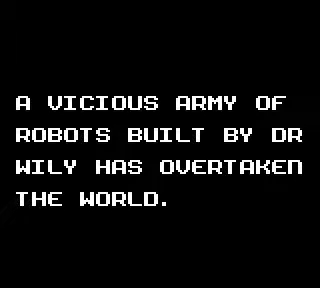 A VICIOUS ARMY OF
ROBOTS BUILT BY DR
WILY HAS OVERTAKEN
THE WORLD.